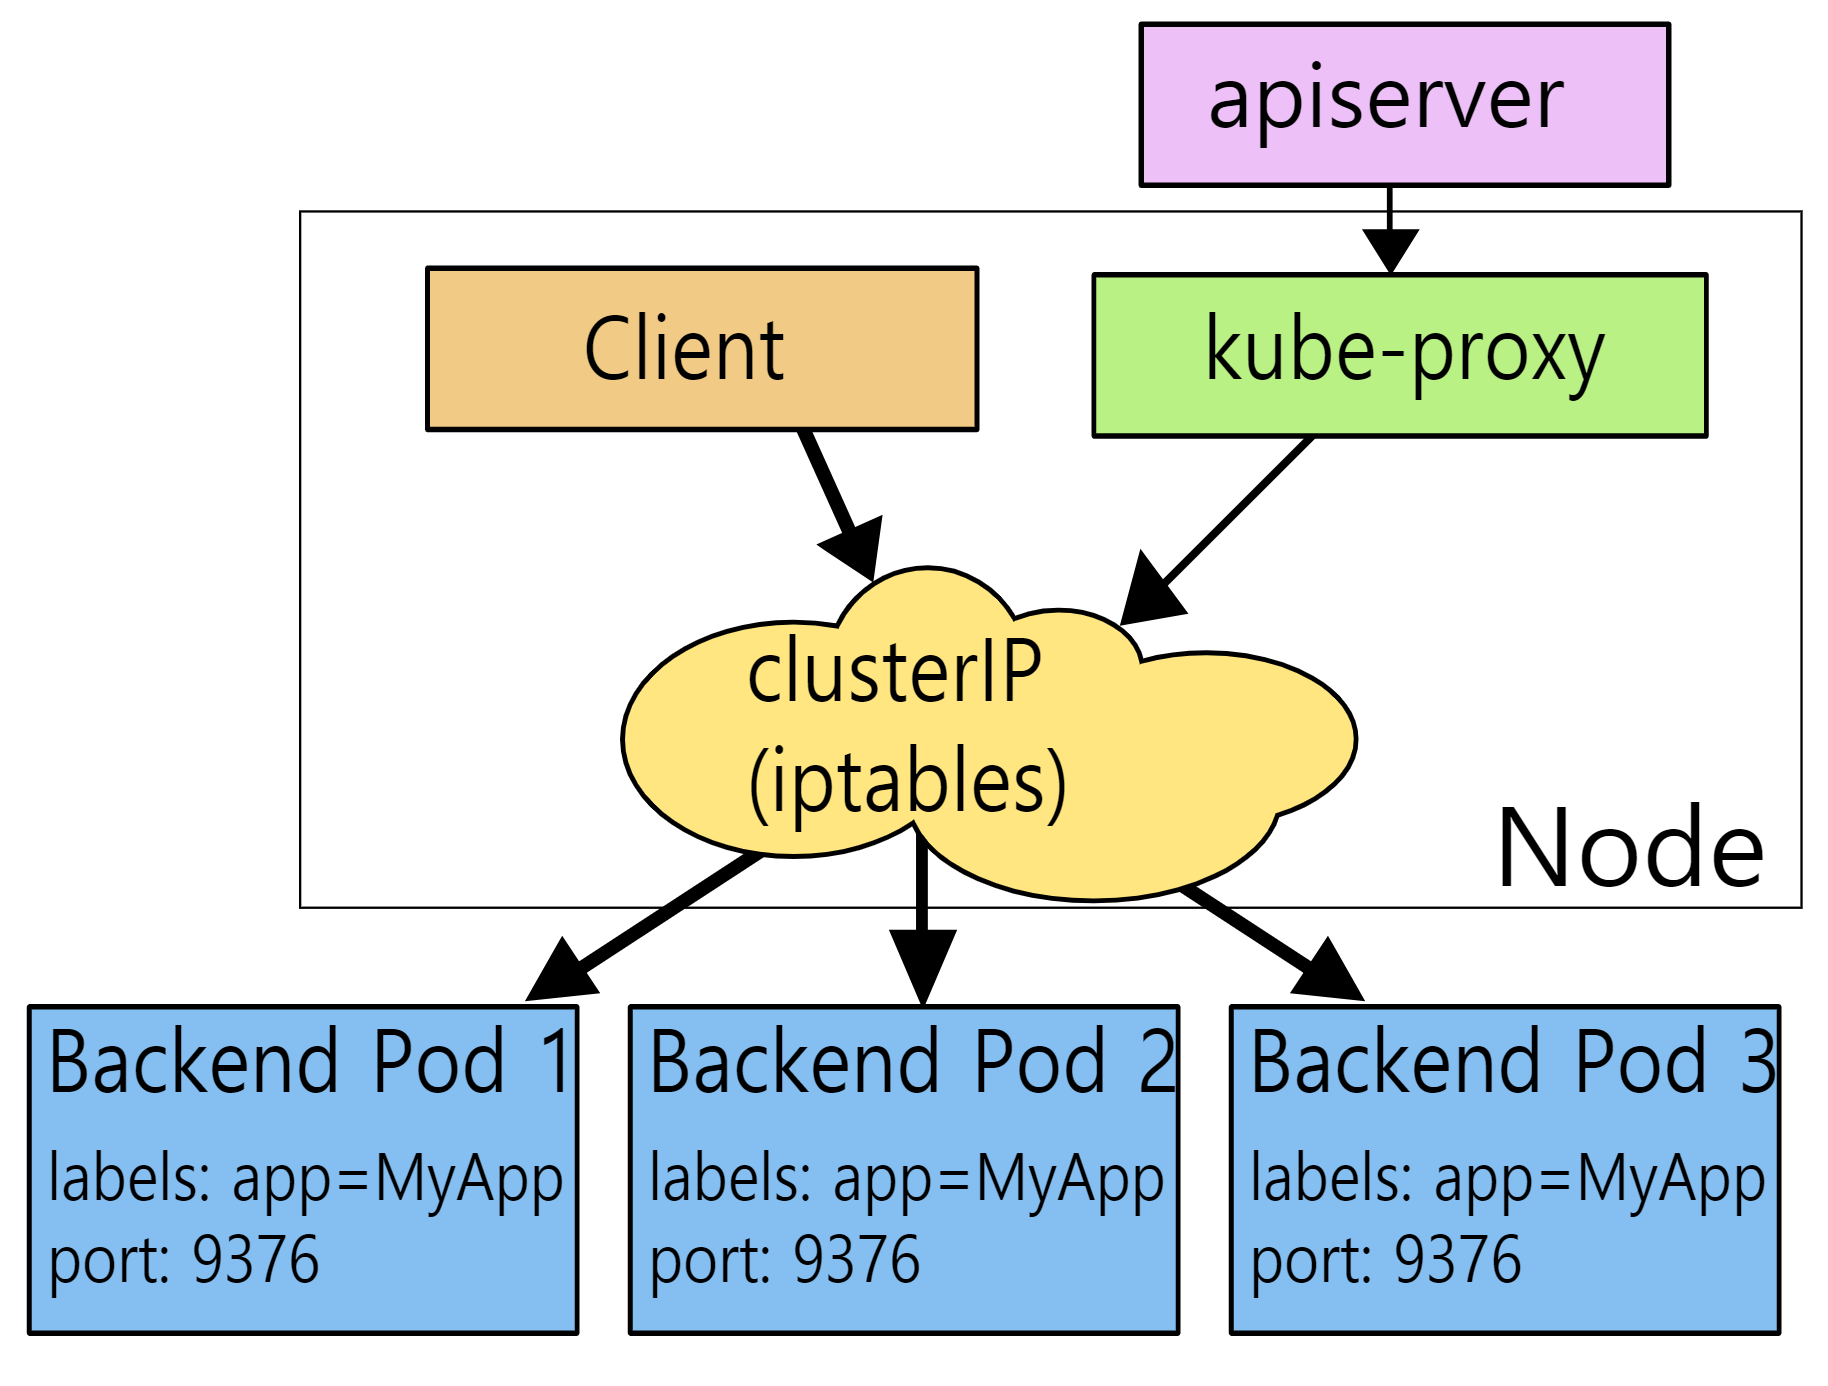 apiserver
Client
kube-proxy
clusterIP
(iptables)
Node
Backend Pod 1
labels: app=MyApp
port: 9376
Backend Pod 2
labels: app=MyApp
port: 9376
Backend Pod 3
labels: app=MyApp
port: 9376